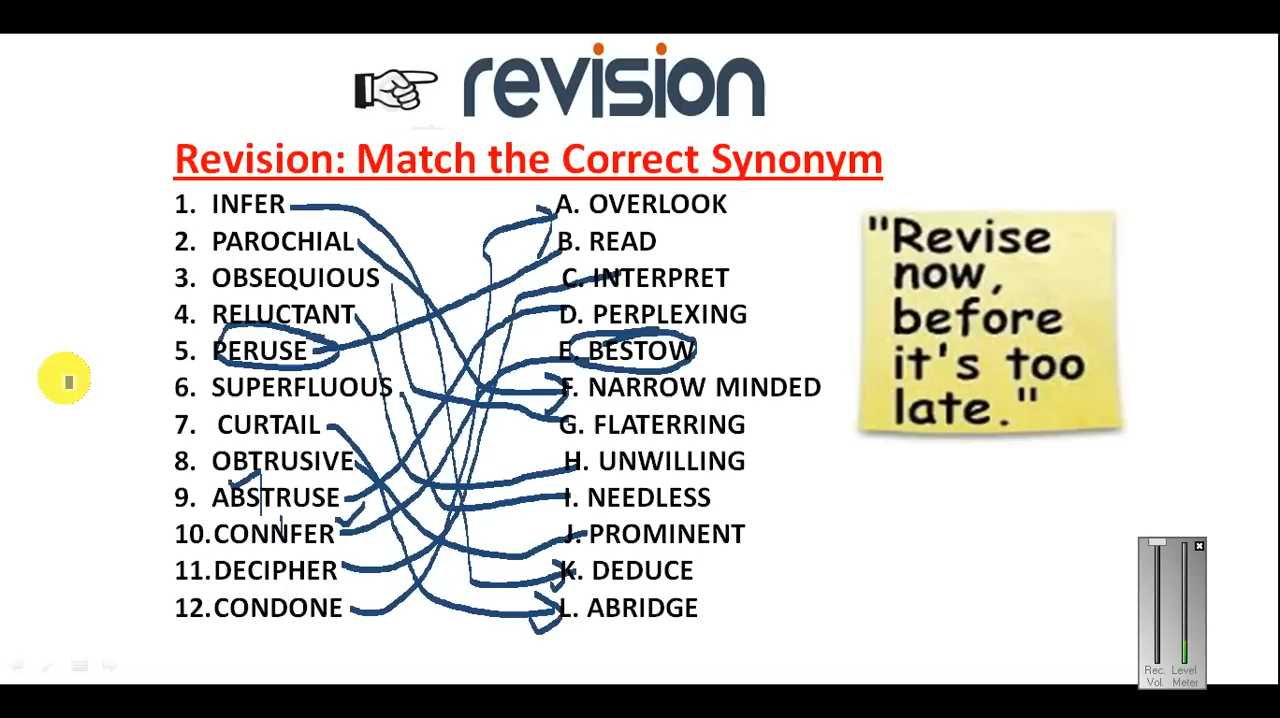 revision
Revision: Match the Correct Synonym
1. INFER
2. PAROCHIAL
3. OBSEQUIOUS
4. RELUCTANT
5. PERUSE
6. SUPERFLUOUS
7. CURTAIL
8. OBTRUSIVE
9. ABSTRUSE
10.CONNFER
11.DECIPHER
12.CONDONE
A. OVERLOOK
B. READ
C. INTERPRET
D. PERPLEXING
E. BESTOW
F. NARROW MINDED
G. FLATERRING
H. UNWILLING
I. NEEDLESS
J. PROMINENT
K. DEDUCE
L. ABRIDGE
"Revise
now,
before
it's too
late."
Rec. Level
Vol. Meter